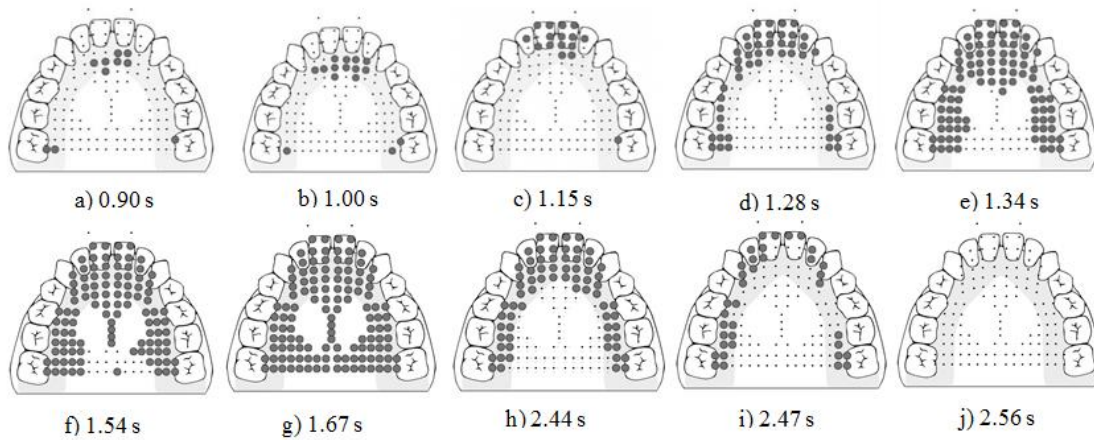 a) 0.90 s
b) 1.00 s
c) 1.15 s
d) 1.28 s
e) 1.34 s
f) 1.54 s
g) 1.67 s
h) 2.44 s
i) 2.47 s
j) 2.56 s